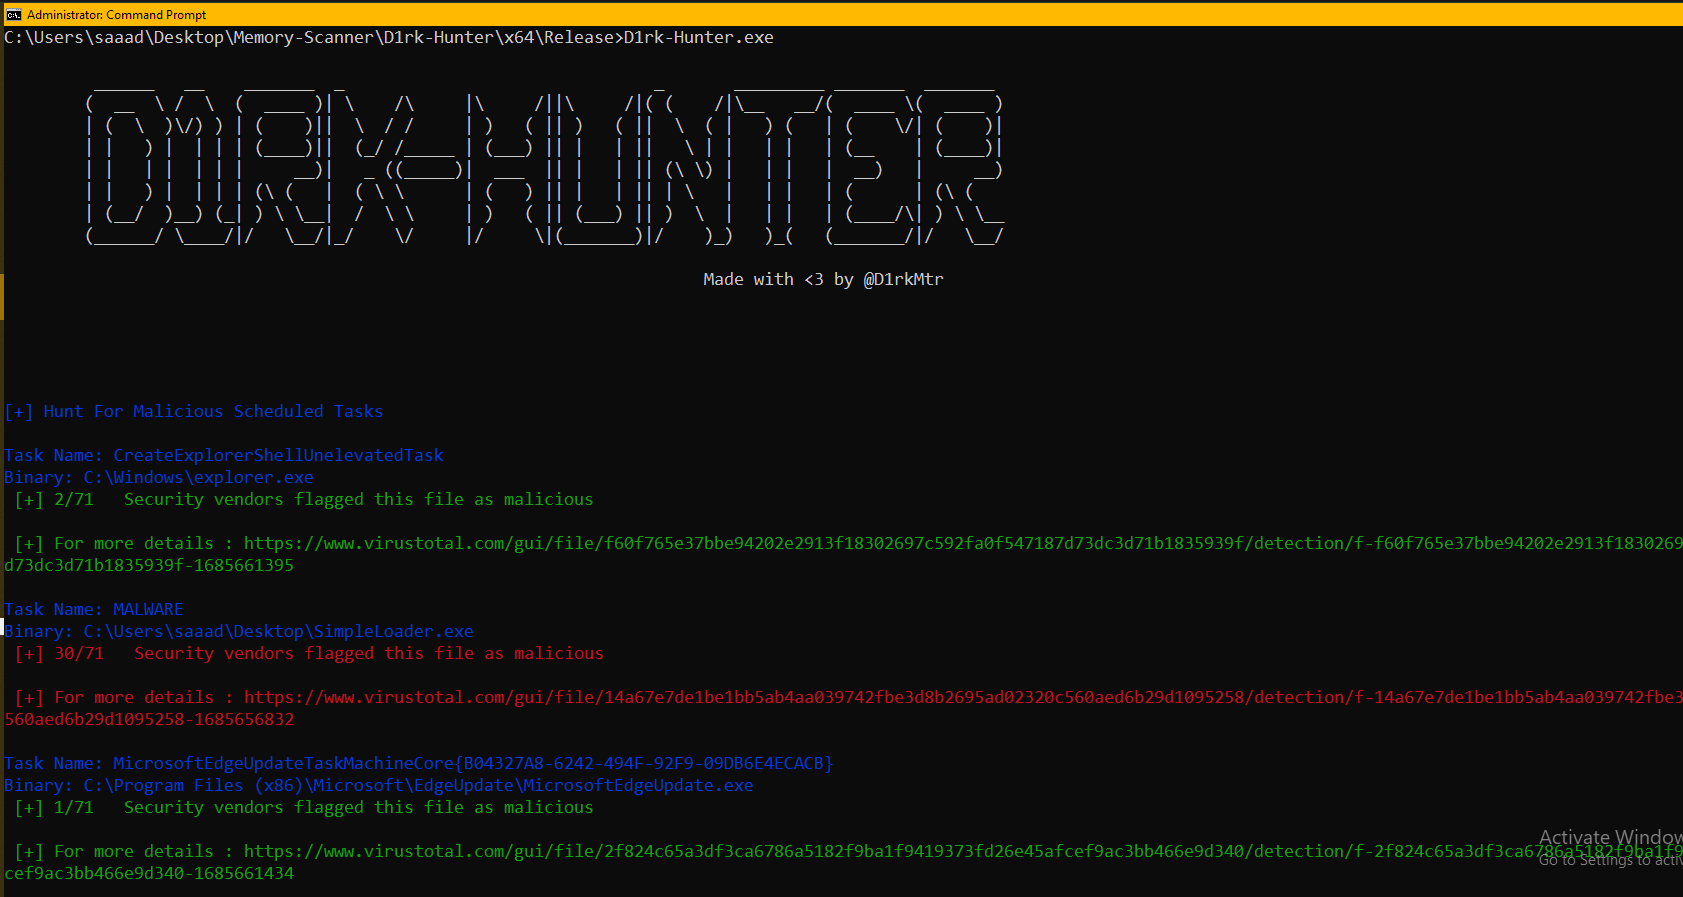 Administrator: Command Prompt
C:\Users\saaad\Desktop\Memory-Scanner\D1rk-Hunter\x64\Release>D1rk-Hunter.exe
D1RK-HUNTER
Made with <3 by @D1rkMtr
[+] Hunt For Malicious Scheduled Tasks
Task Name: CreateExplorerShellUnelevatedTask
Binary: C:\Windows\explorer.exe
[+] 2/71 Security vendors flagged this file as malicious
[+] For more details : https://www.virustotal.com/gui/file/f60f765e37bbe94202e2913f18302697c592fa0f547187d73dc3d71b1835939f/detection/f-f60f765e37bbe94202e2913f1830269
d73dc3d71b1835939f-1685661395
Task Name: MALWARE
Binary: C:\Users\saaad\Desktop\SimpleLoader.exe
[+] 30/71 Security vendors flagged this file as malicious
[+] For more details : https://www.virustotal.com/gui/file/14a67e7de1be1bb5ab4aa039742fbe3d8b2695ad02320c560aed6b29d1095258/detection/f-14a67e7de1be1bb5ab4aa039742fbe3
560aed6b29d1095258-1685656832
Task Name: MicrosoftEdgeUpdateTaskMachineCore{B04327A8-6242-494F-92F9-09DB6E4ECACB}
Binary: C:\Program Files (x86)\Microsoft\EdgeUpdate\MicrosoftEdgeUpdate.exe
[+] 1/71 Security vendors flagged this file as malicious
Activate Window
[+] For more details : https://www.virustotal.com/gui/file/2f824c65a3df3ca6786a5182f9ba1f9419373fd26e45afcef9ac3bb466e9d340/detection/f-2f824c65a3df3ca6786a5182f9ba1f9
Go to Settings to activ
cef9ac3bb466e9d340-1685661434